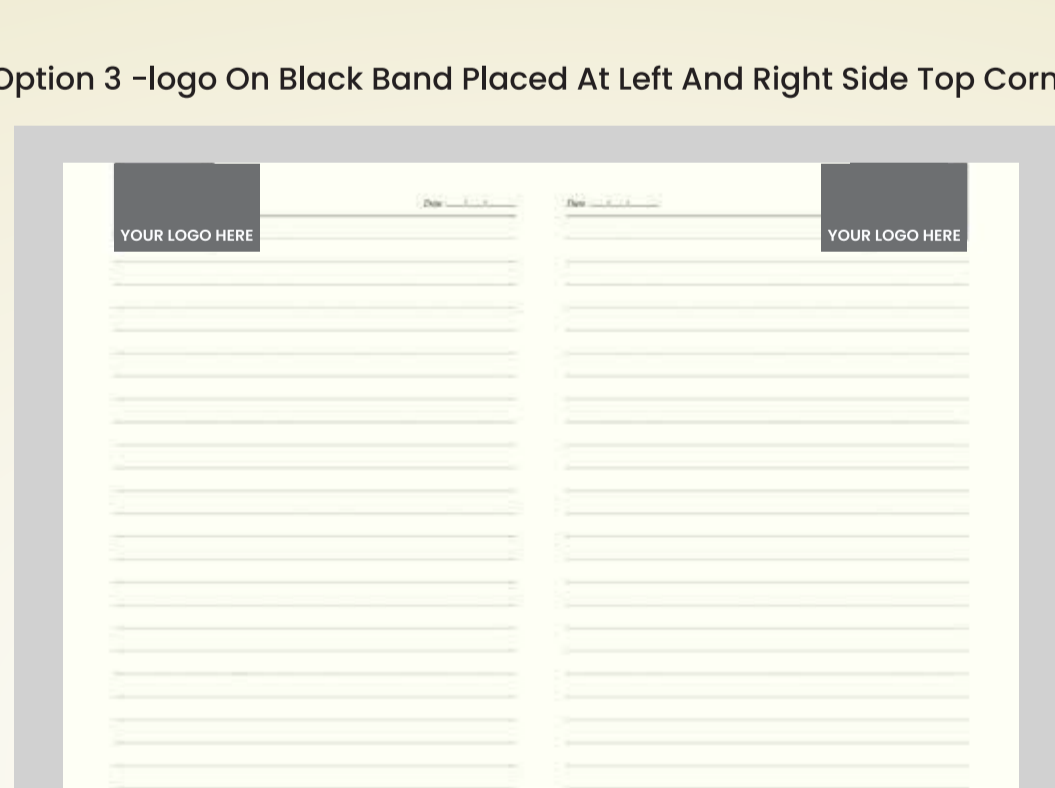 Option 3 -logo On Black Band Placed At Left And Right Side Top Corn
Date Date
YOUR LOGO HERE YOUR LOGO HERE